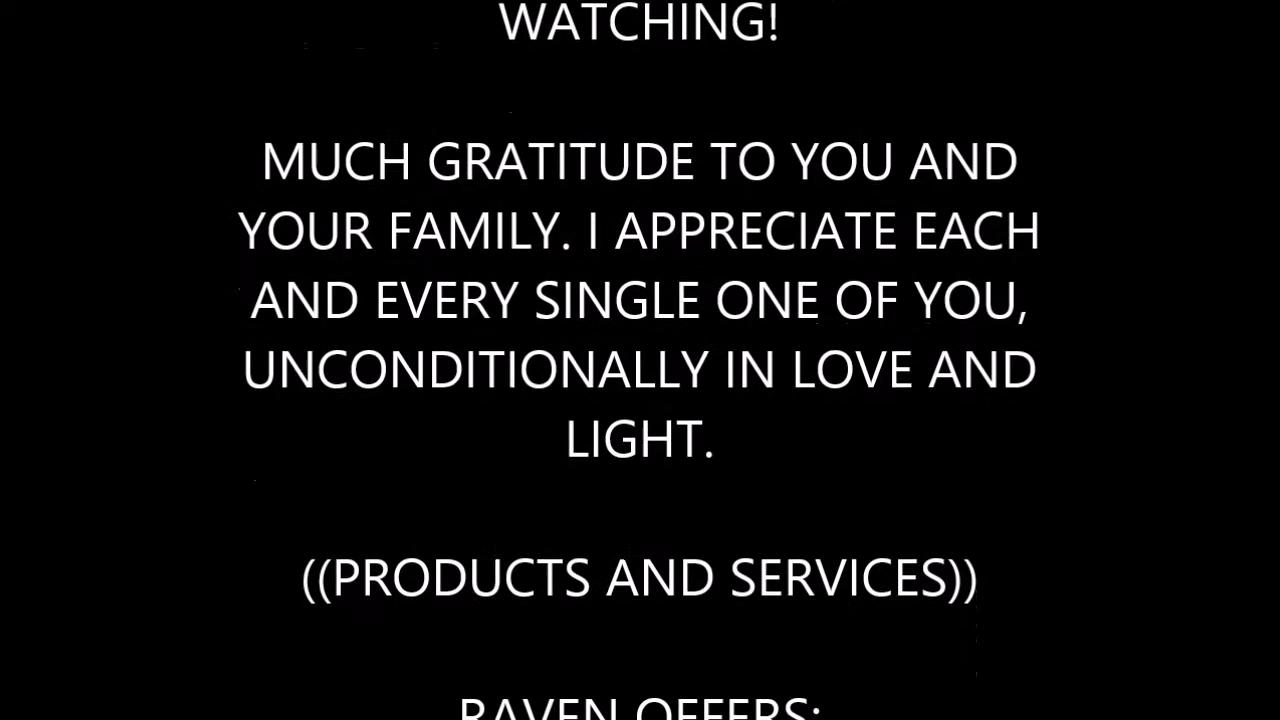 WATCHING!
MUCH GRATITUDE TO YOU AND
YOUR FAMILY. I APPRECIATE EACH
AND EVERY SINGLE ONE OF YOU,
UNCONDITIONALLY IN LOVE AND
LIGHT.
((PRODUCTS AND SERVICES))
RAVEN OFFERS: